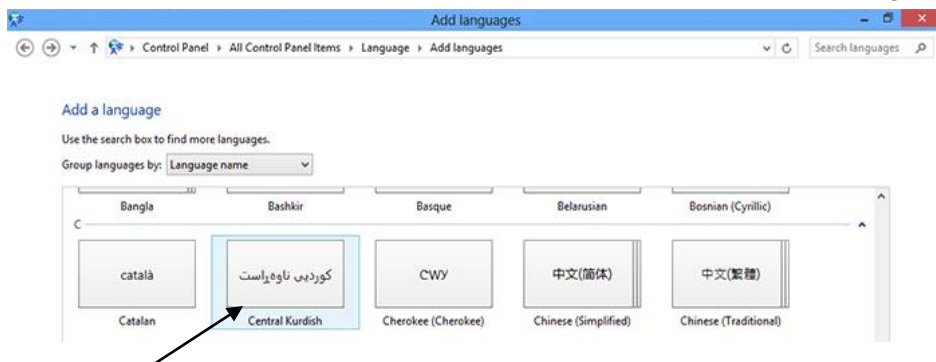 Add languages
Control Panel ▸ All Control Panel Items ▸ Language ▸ Add languages
Search languages
Add a language
Use the search box to find more languages.
Group languages by: Language name
Bangla Bashkir Basque Belarusian Bosnian (Cyrillic)
C
català کوردیی ناوەڕاست ᏣᎳᎩ 中文(简体) 中文(繁體)
Catalan Central Kurdish Cherokee (Cherokee) Chinese (Simplified) Chinese (Traditional)